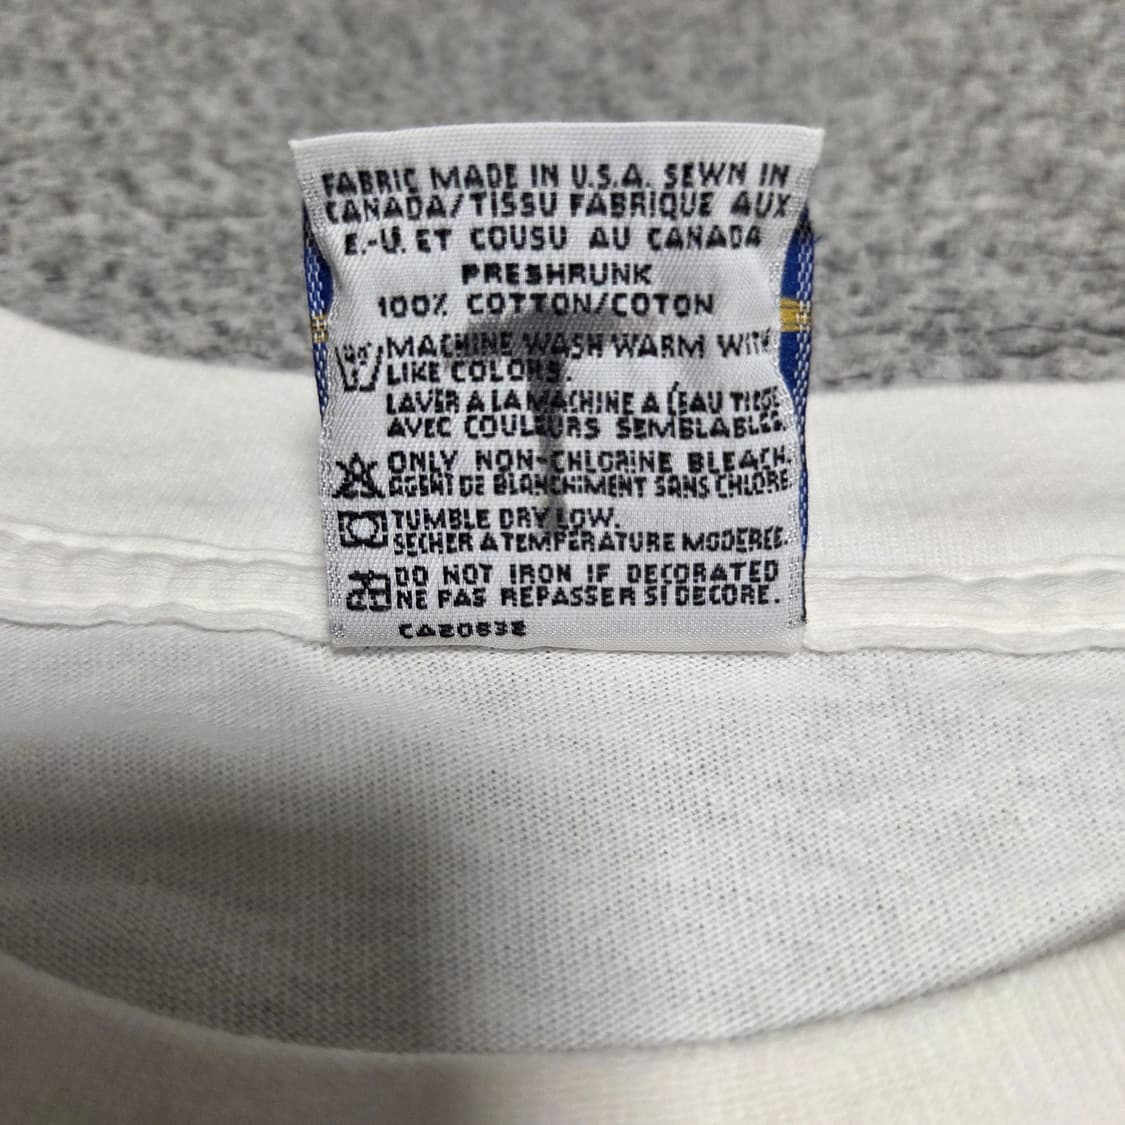 FABRIC MADE IN U.S.A. SEWN IN
CANADA/TISSU FABRIQUE AUX
E.-U. ET COUSU AU CANADA
PRESHRUNK
100% COTTON/COTON
MACHINE WASH WARM WITH
LIKE COLORS.
LAVER A LA MACHINE A L'EAU TIEDE
AVEC COULEURS SEMBLABLES.
ONLY NON-CHLORINE BLEACH.
AGENT DE BLANCHIMENT SANS CHLORE.
TUMBLE DRY LOW.
SECHER A TEMPERATURE MODEREE.
DO NOT IRON IF DECORATED
NE PAS REPASSER SI DECORE.